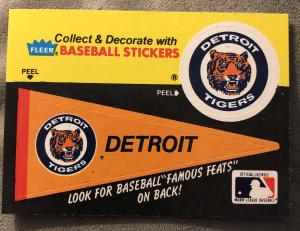 Collect & Decorate with
FLEER
BASEBALL STICKERS
PEEL
®
DETROIT
TIGERS
PEEL
DETROIT
TIGERS
DETROIT
LOOK FOR BASEBALL "FAMOUS FEATS"
ON BACK!
OFFICIAL LICENSEE
MAJOR LEAGUE BASEBALL